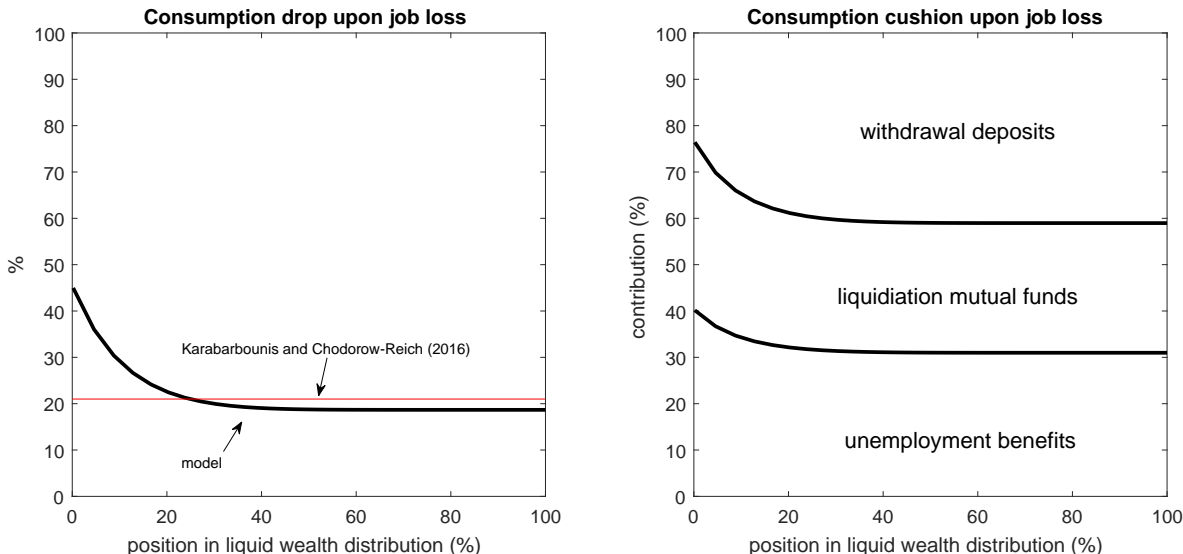 Consumption drop upon job loss
100
90
80
70
60
50
40
30
20
10
0
%
Karabarbounis and Chodorow-Reich (2016)
model
0 20 40 60 80 100
position in liquid wealth distribution (%)
Consumption cushion upon job loss
100
90
80
70
60
50
40
30
20
10
0
contribution (%)
withdrawal deposits
liquidiation mutual funds
unemployment benefits
0 20 40 60 80 100
position in liquid wealth distribution (%)